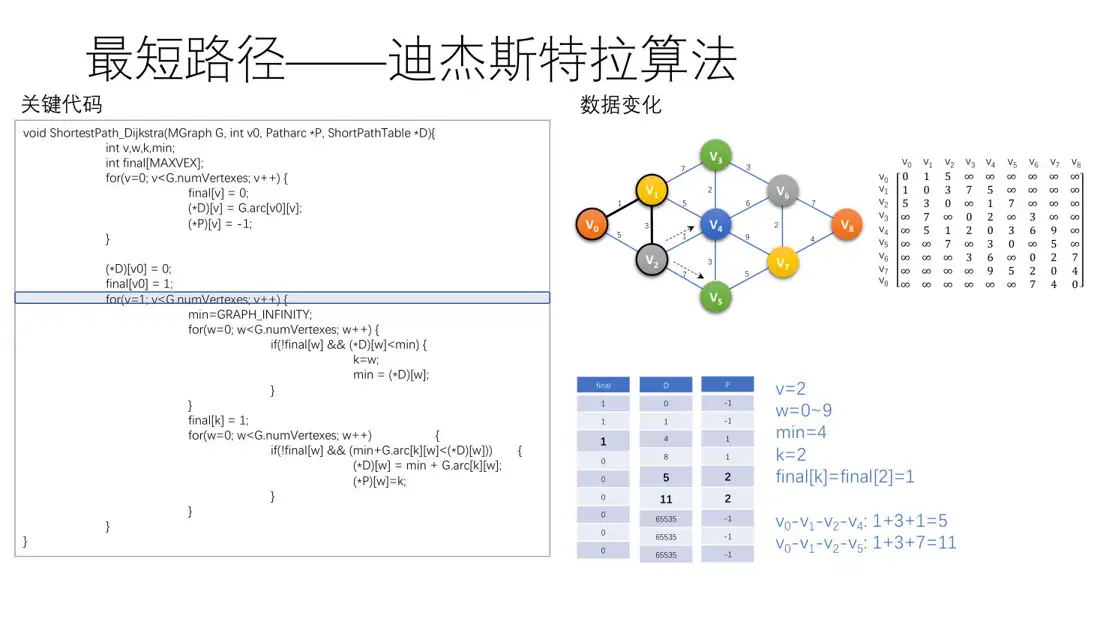 最短路径——迪杰斯特拉算法
关键代码
void ShortestPath_Dijkstra(MGraph G, int v0, Patharc *P, ShortPathTable *D){
int v,w,k,min;
int final[MAXVEX];
for(v=0; v<G.numVertexes; v++) {
final[v] = 0;
(*D)[v] = G.arc[v0][v];
(*P)[v] = -1;
}
(*D)[v0] = 0;
final[v0] = 1;
for(v=1; v<G.numVertexes; v++) {
min=GRAPH_INFINITY;
for(w=0; w<G.numVertexes; w++) {
if(!final[w] && (*D)[w]<min) {
k=w;
min = (*D)[w];
}
}
final[k] = 1;
for(w=0; w<G.numVertexes; w++) {
if(!final[w] && (min+G.arc[k][w]<(*D)[w])) {
(*D)[w] = min + G.arc[k][w];
(*P)[w]=k;
}
}
}
}
数据变化
V3
7 3
V1 2 V6
1 5 6 7
V0 3 V4 2 V8
5 1 9 4
V2 3 V7
7 5
V5
v0 v1 v2 v3 v4 v5 v6 v7 v8
v0 0 1 5 ∞ ∞ ∞ ∞ ∞ ∞
v1 1 0 3 7 5 ∞ ∞ ∞ ∞
v2 5 3 0 ∞ 1 7 ∞ ∞ ∞
v3 ∞ 7 ∞ 0 2 ∞ 3 ∞ ∞
v4 ∞ 5 1 2 0 3 6 9 ∞
v5 ∞ ∞ 7 ∞ 3 0 ∞ 5 ∞
v6 ∞ ∞ ∞ 3 6 ∞ 0 2 7
v7 ∞ ∞ ∞ ∞ 9 5 2 0 4
v8 ∞ ∞ ∞ ∞ ∞ ∞ 7 4 0
final D P
1 0 -1
1 1 -1
1 4 1
0 8 1
0 5 2
0 11 2
0 65535 -1
0 65535 -1
0 65535 -1
v=2
w=0~9
min=4
k=2
final[k]=final[2]=1
v0-v1-v2-v4: 1+3+1=5
v0-v1-v2-v5: 1+3+7=11